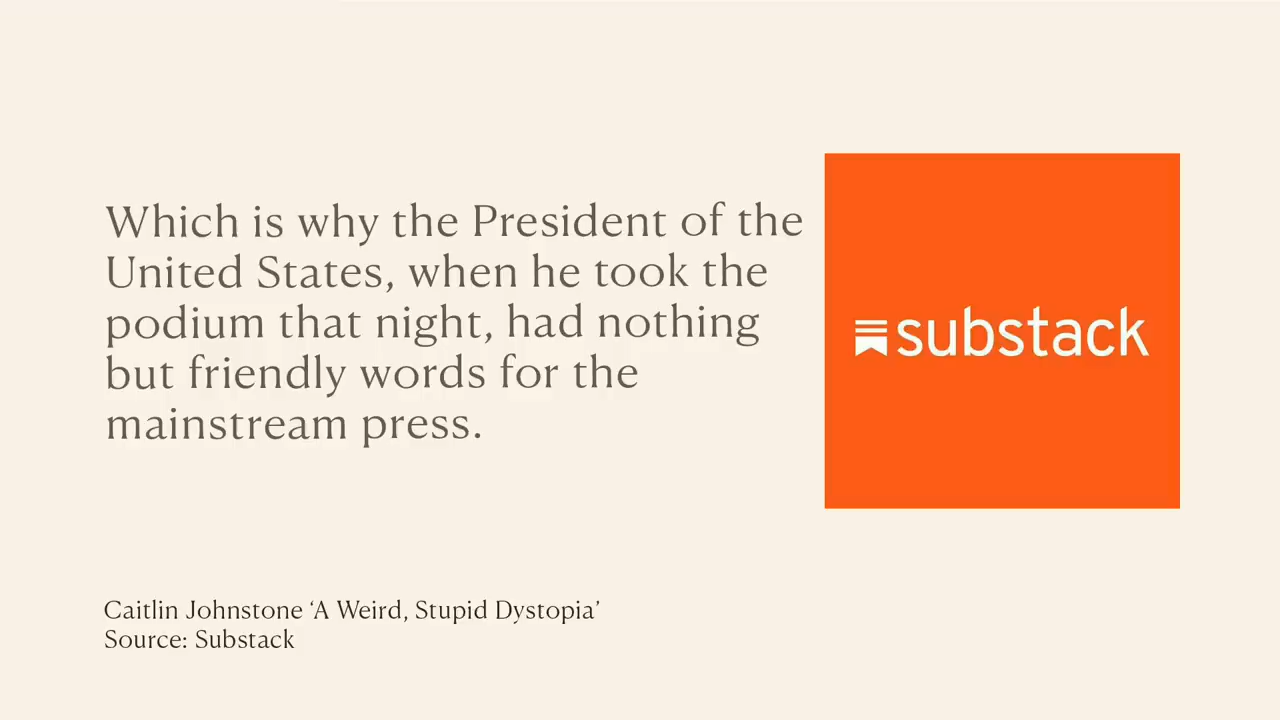 Which is why the President of the
United States, when he took the
podium that night, had nothing
but friendly words for the
mainstream press.
substack
Caitlin Johnstone ‘A Weird, Stupid Dystopia’
Source: Substack